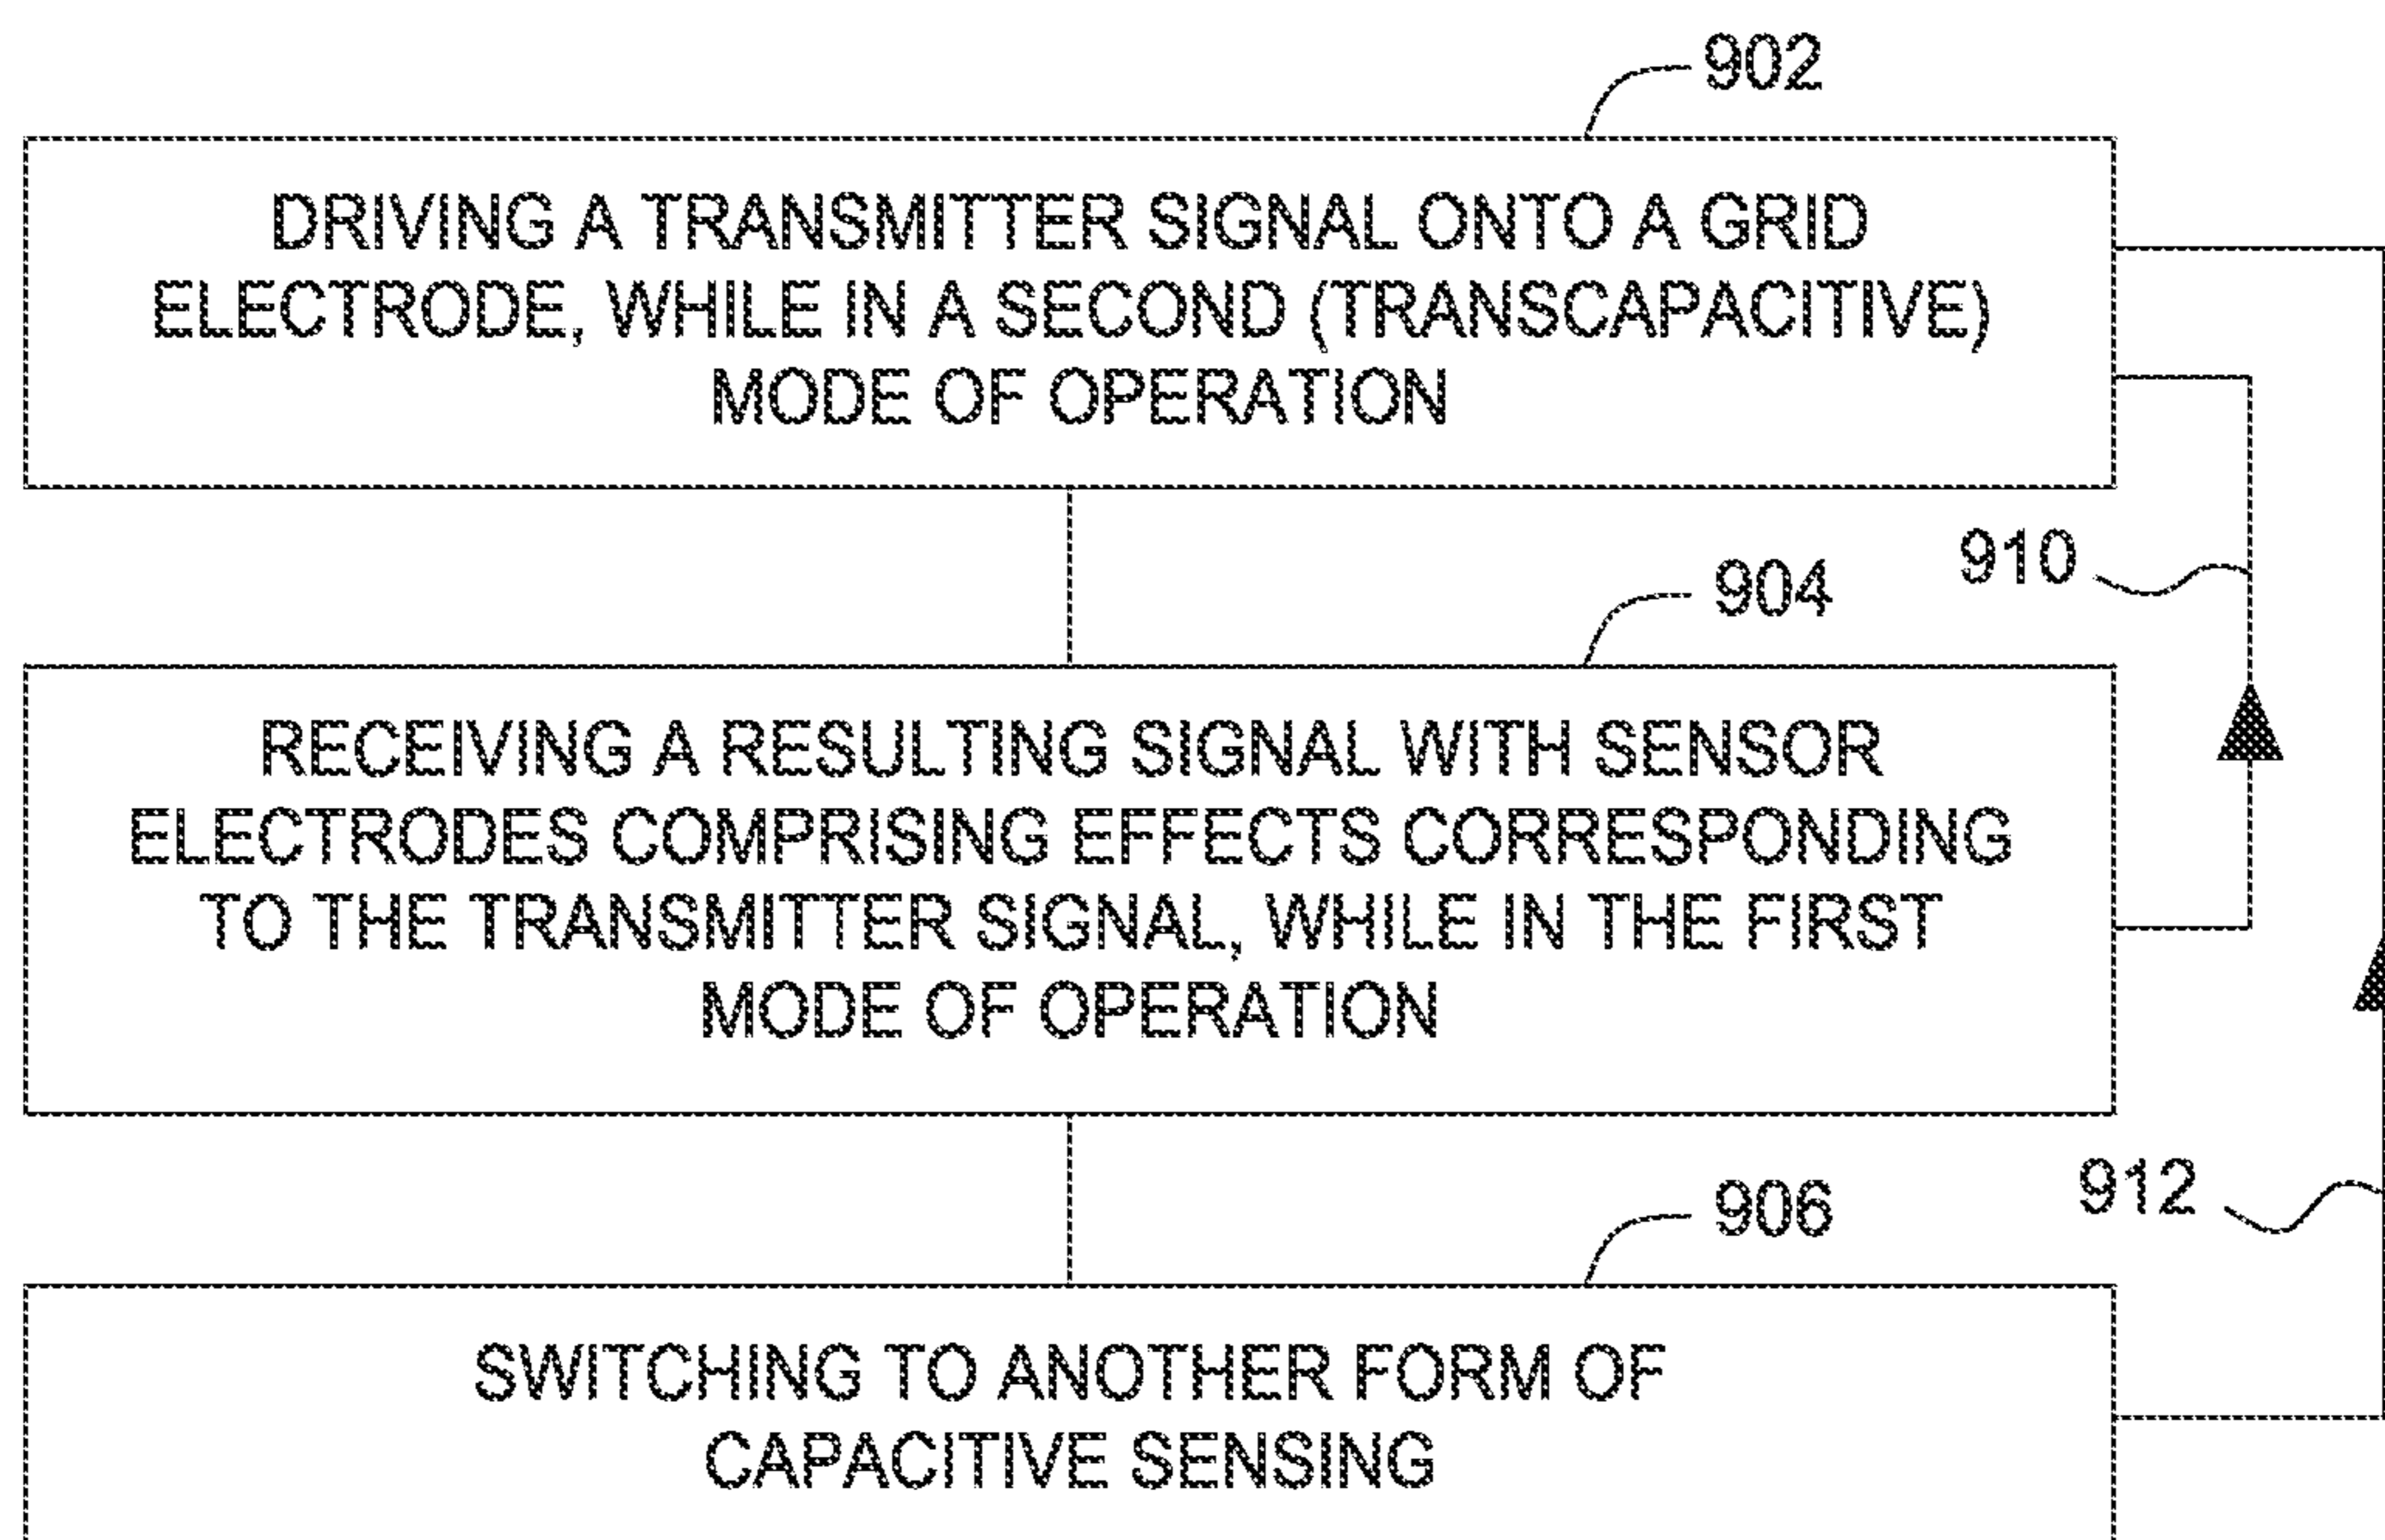 902
DRIVING A TRANSMITTER SIGNAL ONTO A GRID
ELECTRODE, WHILE IN A SECOND (TRANSCAPACITIVE)
MODE OF OPERATION
910
904
RECEIVING A RESULTING SIGNAL WITH SENSOR
ELECTRODES COMPRISING EFFECTS CORRESPONDING
TO THE TRANSMITTER SIGNAL, WHILE IN THE FIRST
MODE OF OPERATION
912
906
SWITCHING TO ANOTHER FORM OF
CAPACITIVE SENSING